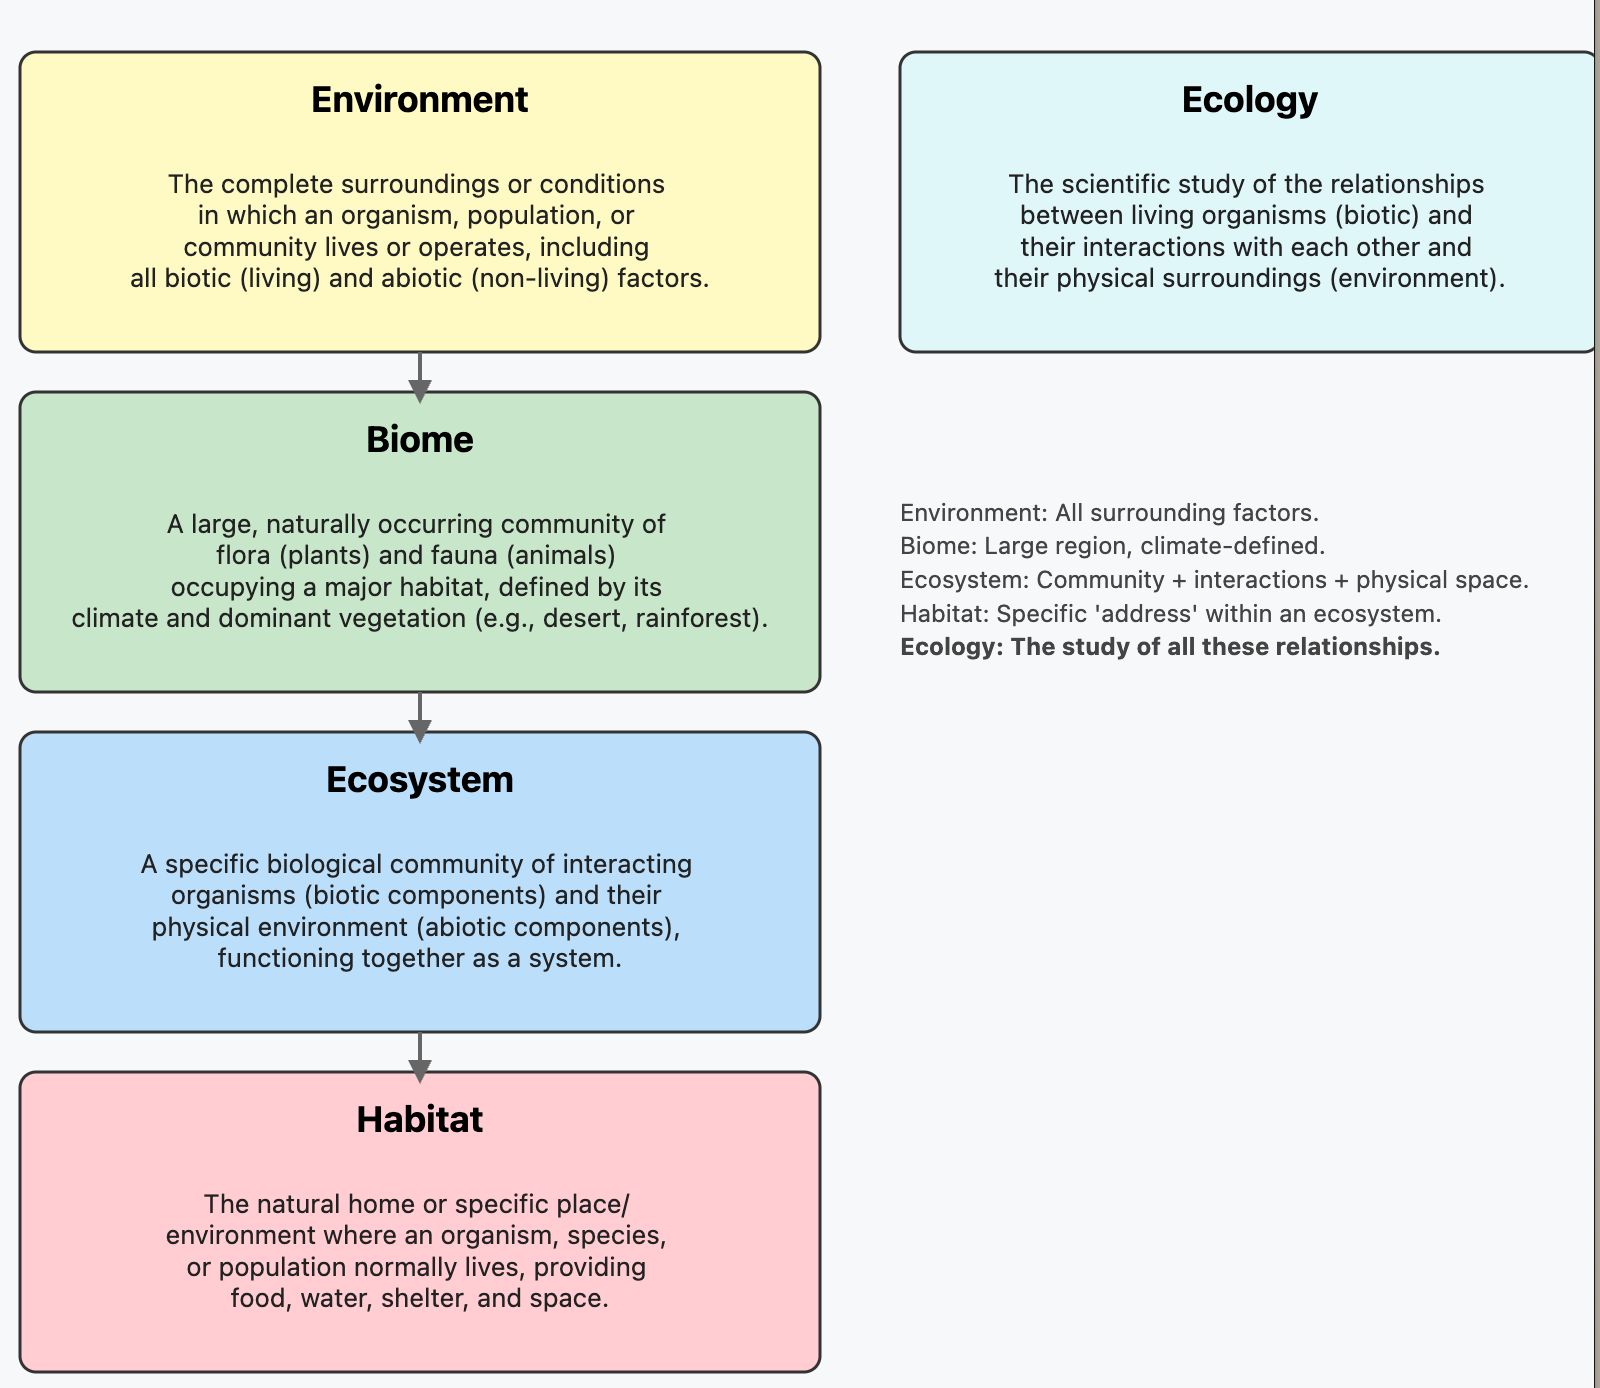 Environment
The complete surroundings or conditions
in which an organism, population, or
community lives or operates, including
all biotic (living) and abiotic (non-living) factors.
Ecology
The scientific study of the relationships
between living organisms (biotic) and
their interactions with each other and
their physical surroundings (environment).
Biome
A large, naturally occurring community of
flora (plants) and fauna (animals)
occupying a major habitat, defined by its
climate and dominant vegetation (e.g., desert, rainforest).
Environment: All surrounding factors.
Biome: Large region, climate-defined.
Ecosystem: Community + interactions + physical space.
Habitat: Specific 'address' within an ecosystem.
Ecology: The study of all these relationships.
Ecosystem
A specific biological community of interacting
organisms (biotic components) and their
physical environment (abiotic components),
functioning together as a system.
Habitat
The natural home or specific place/
environment where an organism, species,
or population normally lives, providing
food, water, shelter, and space.